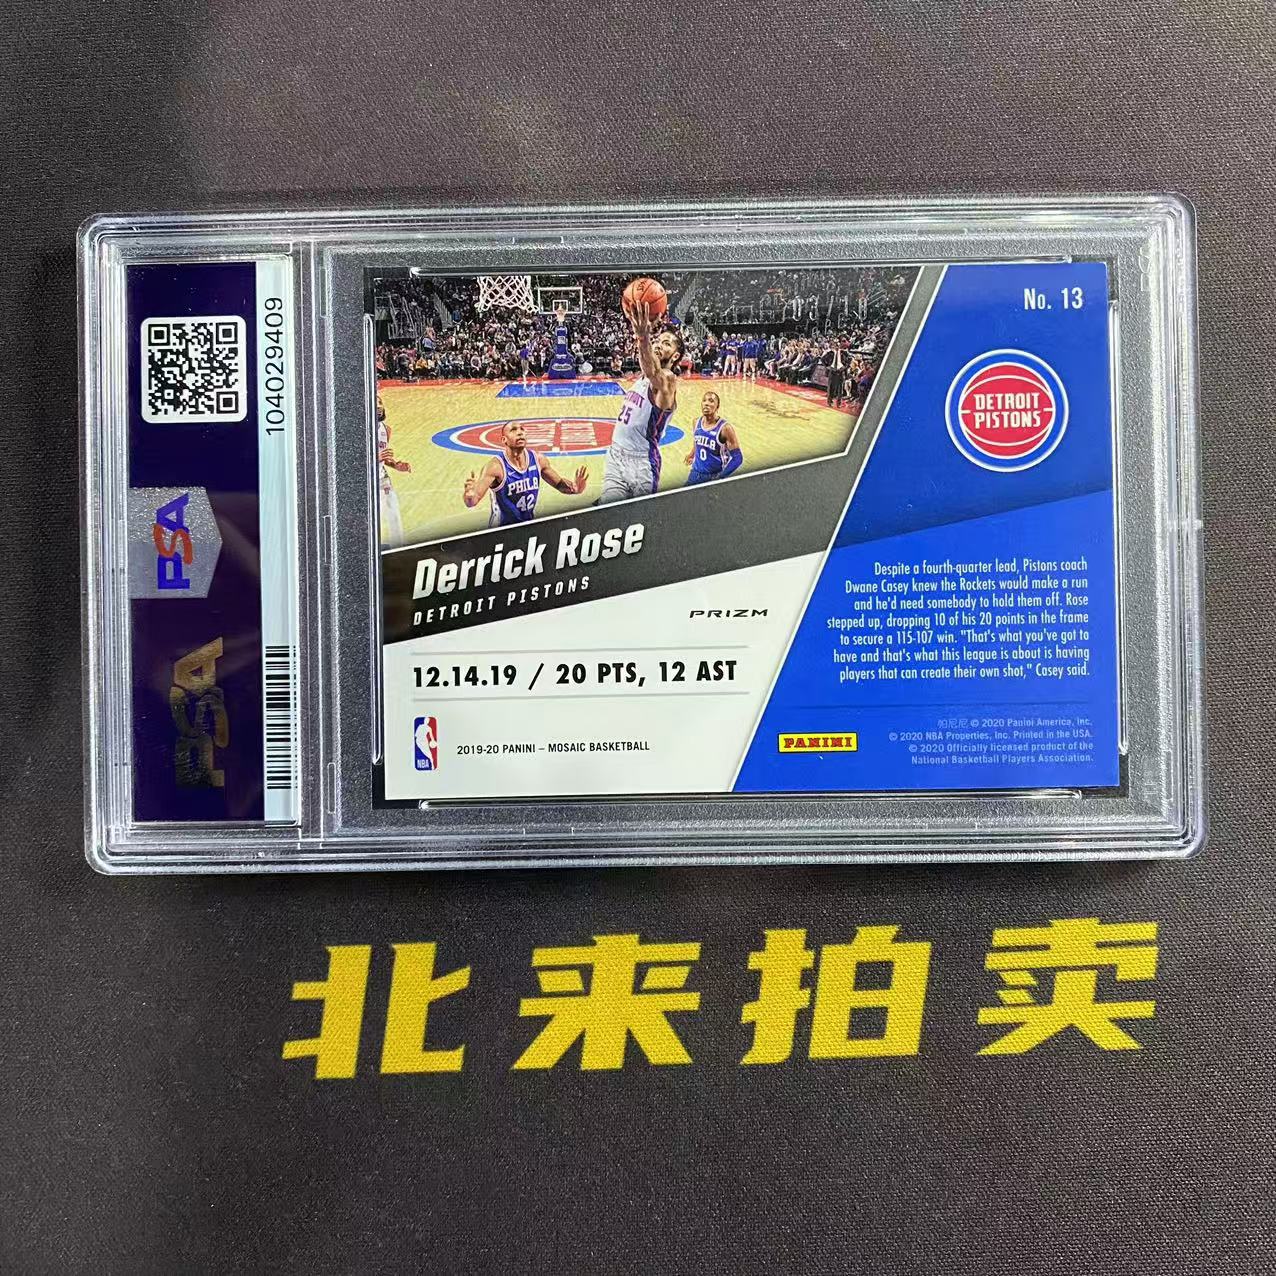 104029409
PSA
PSA
No. 13
DETROIT
PISTONS
Derrick Rose
DETROIT PISTONS
PRIZM
12.14.19 / 20 PTS, 12 AST
NBA
2019-20 PANINI – MOSAIC BASKETBALL
Despite a fourth-quarter lead, Pistons coach
Dwane Casey knew the Rockets would make a run
and he'd need somebody to hold them off. Rose
stepped up, dropping 10 of his 20 points in the frame
to secure a 115-107 win. "That's what you've got to
have and that's what this league is about is having
players that can create their own shot," Casey said.
PANINI
帕尼尼 © 2020 Panini America, Inc.
© 2020 NBA Properties, Inc. Printed in the USA.
© 2020 Officially licensed product of the
National Basketball Players Association.
25
PHILA
42
PHILA
0
北来拍卖